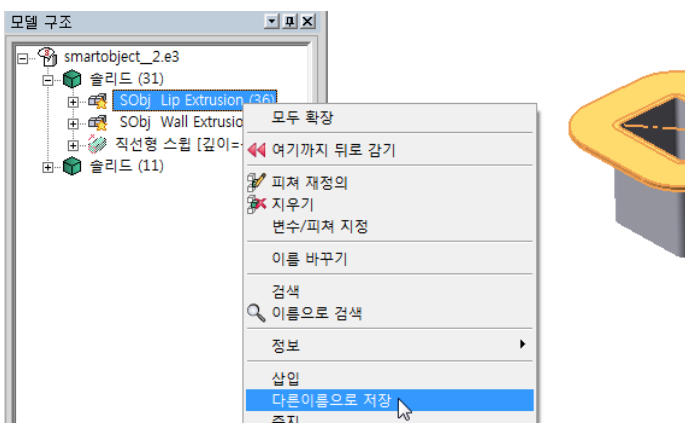 모델 구조
smartobject__2.e3
솔리드 (31)
SObj Lip Extrusion (36)
SObj Wall Extrusio
직선형 스윕 [깊이=
솔리드 (11)
모두 확장
여기까지 뒤로 감기
피쳐 재정의
지우기
변수/피쳐 지정
이름 바꾸기
검색
이름으로 검색
정보
삽입
다른이름으로 저장